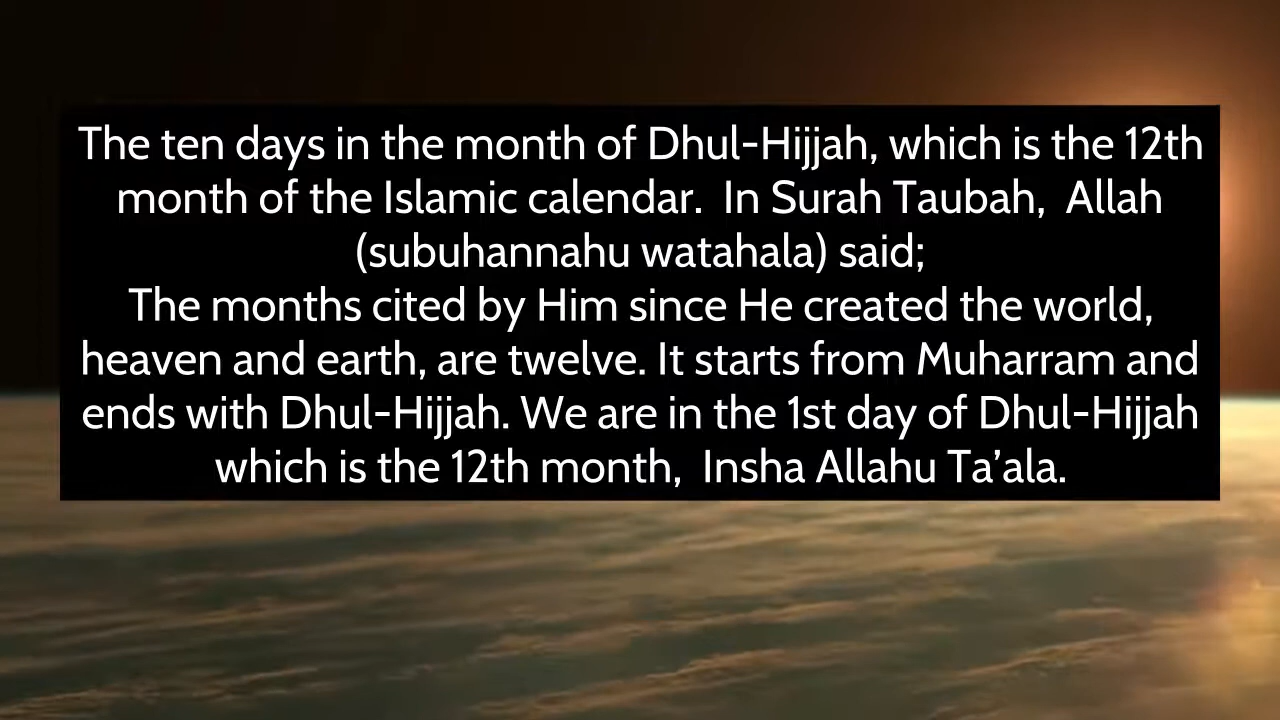 The ten days in the month of Dhul-Hijjah, which is the 12th
month of the Islamic calendar.  In Surah Taubah,  Allah
(subuhannahu watahala) said;
The months cited by Him since He created the world,
heaven and earth, are twelve. It starts from Muharram and
ends with Dhul-Hijjah. We are in the 1st day of Dhul-Hijjah
which is the 12th month,  Insha Allahu Ta’ala.